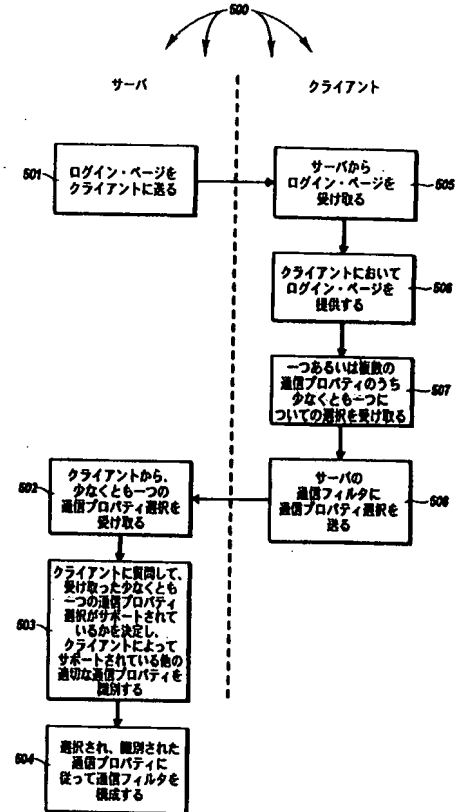 500
サーバ
クライアント
501
ログイン・ページを
クライアントに送る
サーバから
ログイン・ページを
受け取る
505
クライアントにおいて
ログイン・ページを
提供する
506
一つあるいは複数の
通信プロパティのうち
少なくとも一つに
ついての選択を受け取る
507
サーバの
通信フィルタに
通信プロパティ選択を
送る
508
502
クライアントから、
少なくとも一つの
通信プロパティ選択を
受け取る
503
クライアントに質問して、
受け取った少なくとも
一つの通信プロパティ
選択がサポートされて
いるかを決定し、
クライアントによって
サポートされている他の
適切な通信プロパティを
識別する
504
選択され、識別された
通信プロパティに
従って通信フィルタを
構成する